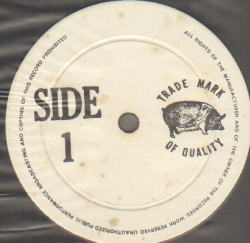 ALL RIGHTS OF THE MANUFACTURER AND OF THE OWNER OF THE RECORDED WORK RESERVED UNAUTHORIZED PUBLIC PERFORMANCE BROADCASTING AND COPYING OF THIS RECORD PROHIBITED
SIDE
1
TRADE MARK
OF QUALITY